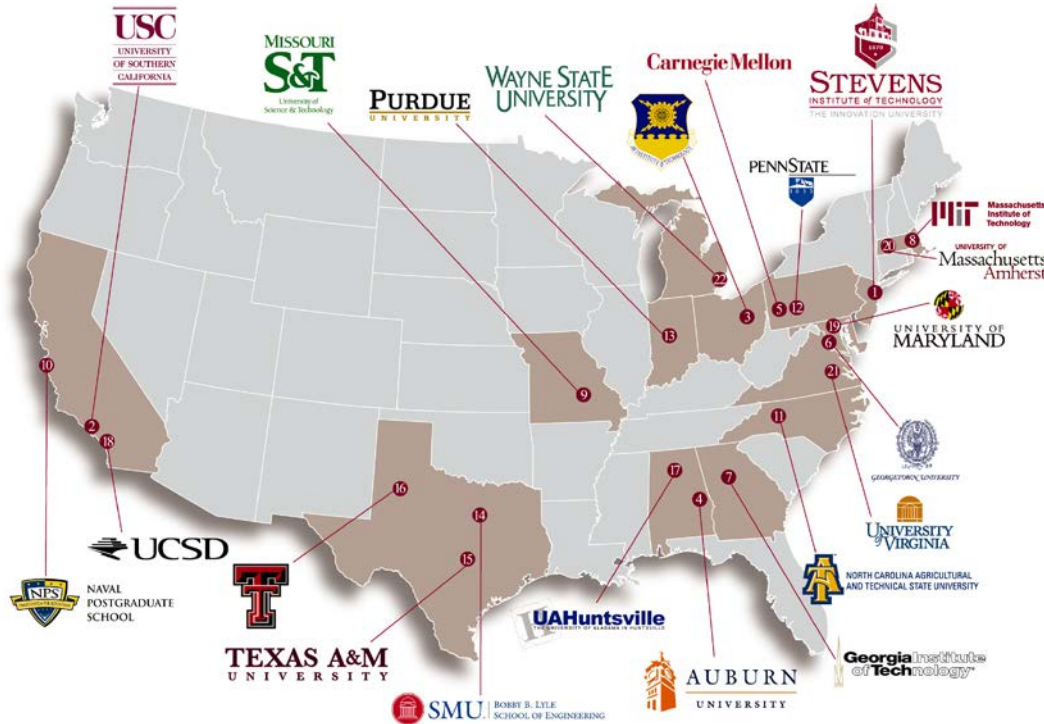 USC
UNIVERSITY
OF SOUTHERN
CALIFORNIA
MISSOURI
S&T
University of
Science & Technology
PURDUE
UNIVERSITY
WAYNE STATE
UNIVERSITY
Carnegie Mellon
1870
STEVENS
INSTITUTE of TECHNOLOGY
THE INNOVATION UNIVERSITY
PENNSTATE
1855
MIT
Massachusetts
Institute of
Technology
UNIVERSITY OF
Massachusetts
Amherst
UNIVERSITY OF
MARYLAND
20
8
22
1
3
5
12
19
13
6
10
21
9
2
11
18
17
7
16
4
14
15
GEORGETOWN UNIVERSITY
UNIVERSITY
of VIRGINIA
AT
NORTH CAROLINA AGRICULTURAL
AND TECHNICAL STATE UNIVERSITY
UCSD
NPS
NAVAL
POSTGRADUATE
SCHOOL
T
TEXAS A&M
UNIVERSITY
UAHuntsville
THE UNIVERSITY OF ALABAMA IN HUNTSVILLE
Georgia Institute
of Technology
AUBURN
UNIVERSITY
SMU
BOBBY B. LYLE
SCHOOL OF ENGINEERING